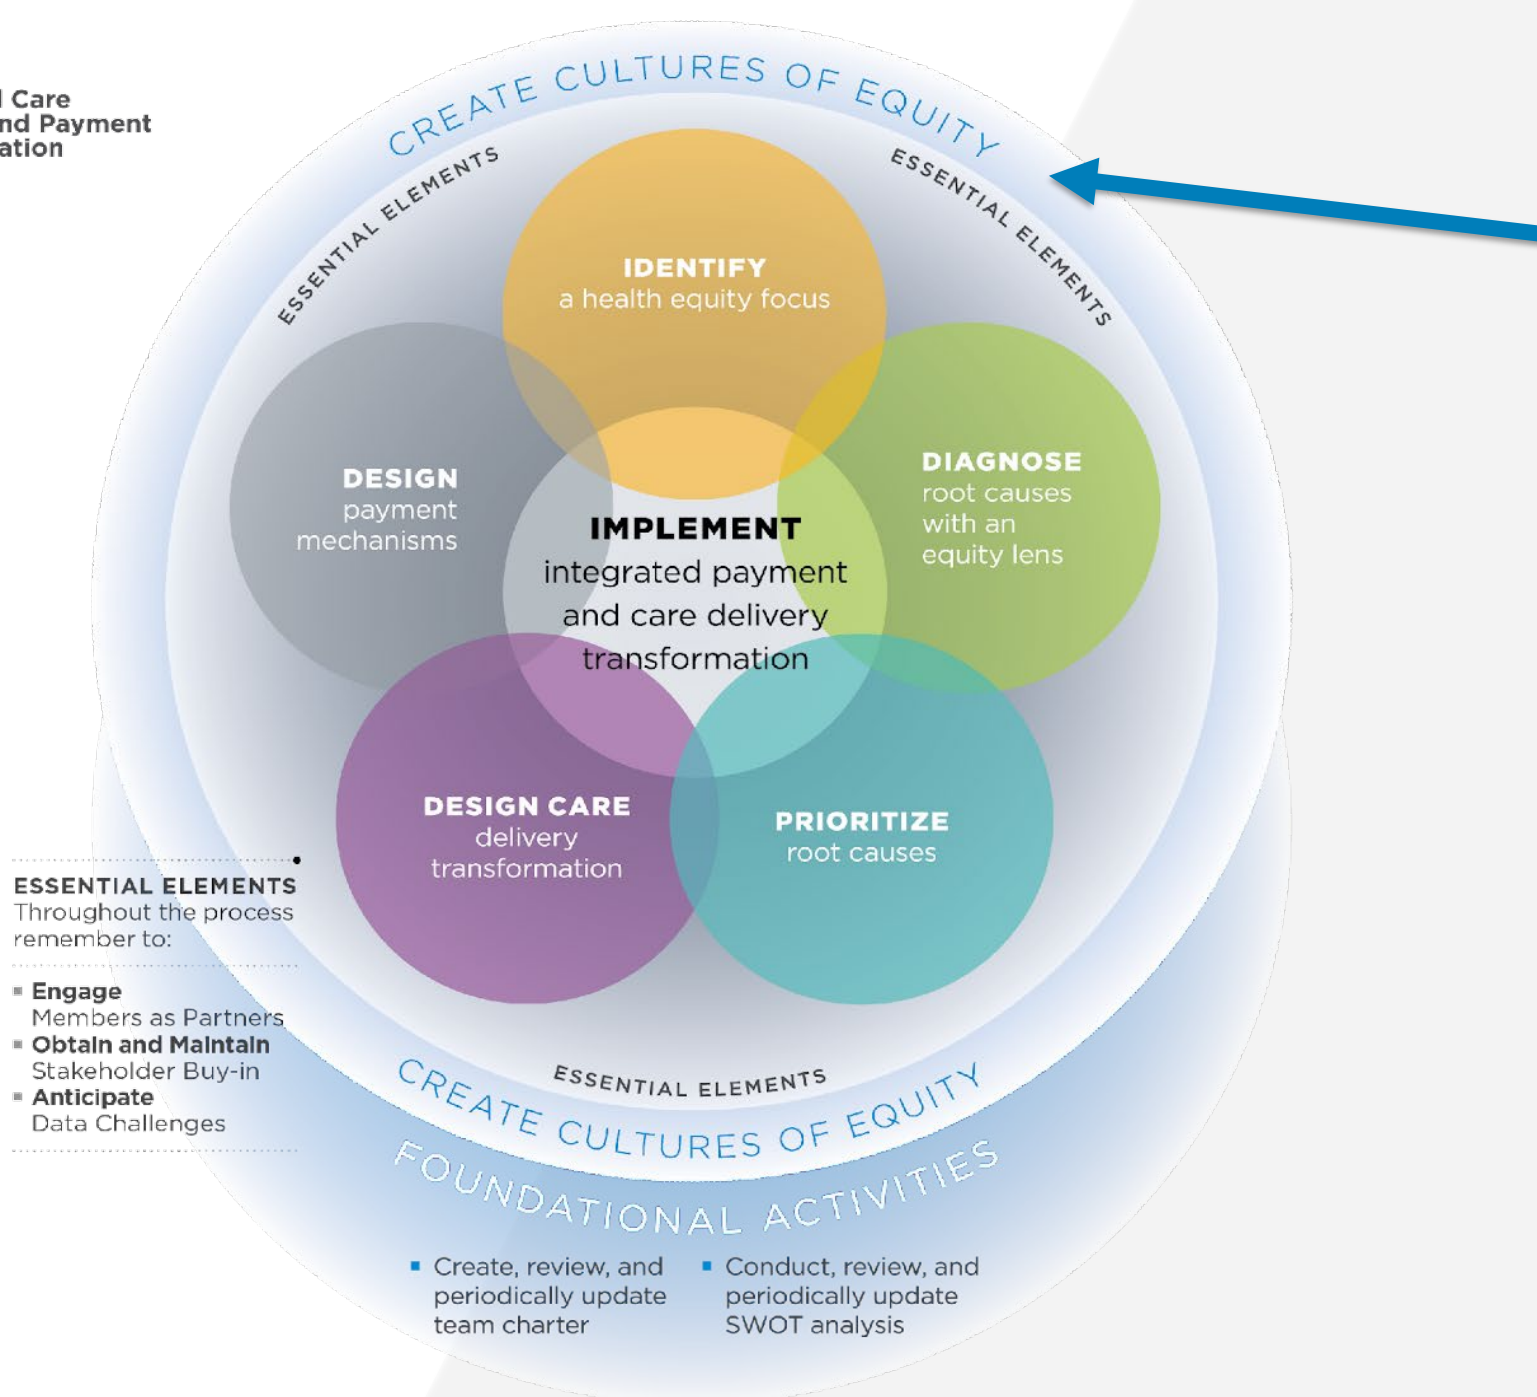 Care
and Payment
CREATE CULTURES OF EQUITY
ESSENTIAL ELEMENTS
ESSENTIAL ELEMENTS
IDENTIFY
a health equity focus
DIAGNOSE
root causes
with an
equity lens
DESIGN
payment
mechanisms
IMPLEMENT
integrated payment
and care delivery
transformation
DESIGN CARE
delivery
transformation
PRIORITIZE
root causes
ESSENTIAL ELEMENTS
Throughout the process
remember to:
▪ Engage
Members as Partners
▪ Obtain and Maintain
Stakeholder Buy-in
▪ Anticipate
Data Challenges
ESSENTIAL ELEMENTS
CREATE CULTURES OF EQUITY
FOUNDATIONAL ACTIVITIES
▪ Create, review, and
periodically update
team charter
▪ Conduct, review, and
periodically update
SWOT analysis